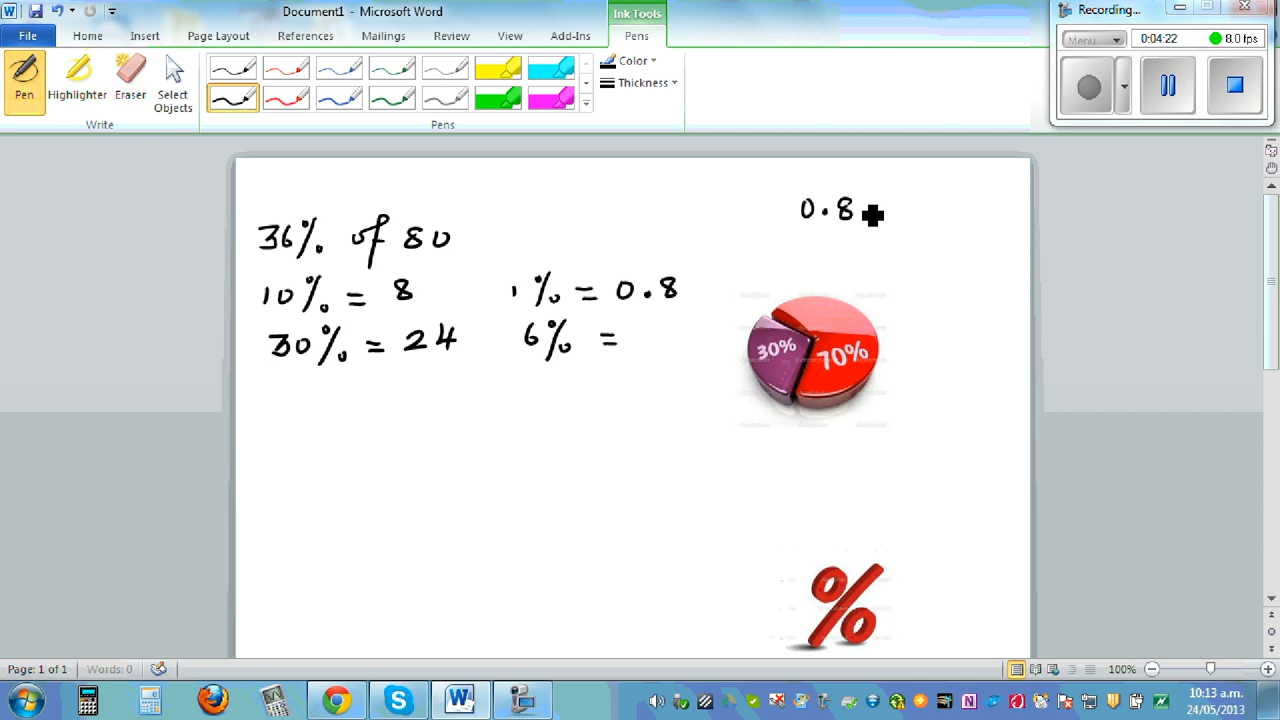 Document1 - Microsoft Word
Ink Tools
Recording...
File Home Insert Page Layout References Mailings Review View Add-Ins Pens
Menu 0:04:22 8.0 fps
Pen Highlighter Eraser Select Objects
Color
Thickness
Write Pens
0.8
36% of 80
10% = 8 1% = 0.8
30% = 24 6% =
30% 70%
%
Page: 1 of 1 Words: 0 100%
10:13 a.m.
24/05/2013